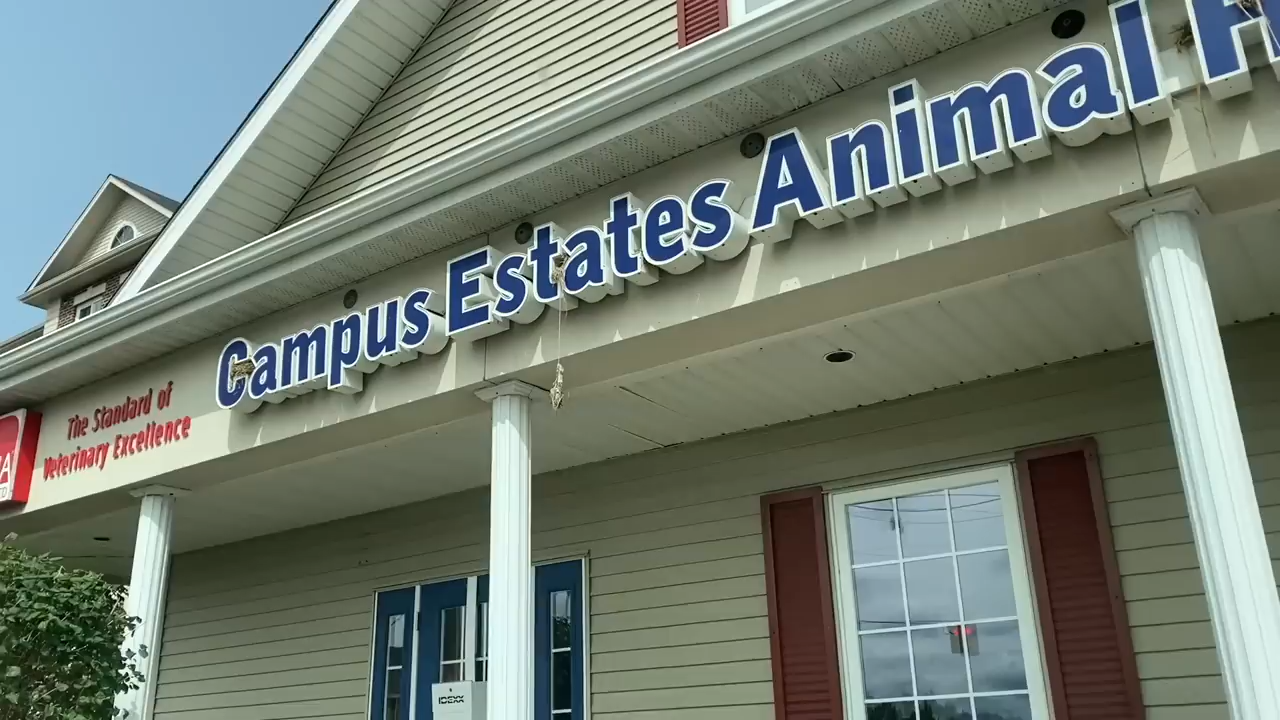 Campus Estates Animal H
The Standard of
Veterinary Excellence
IDEXX